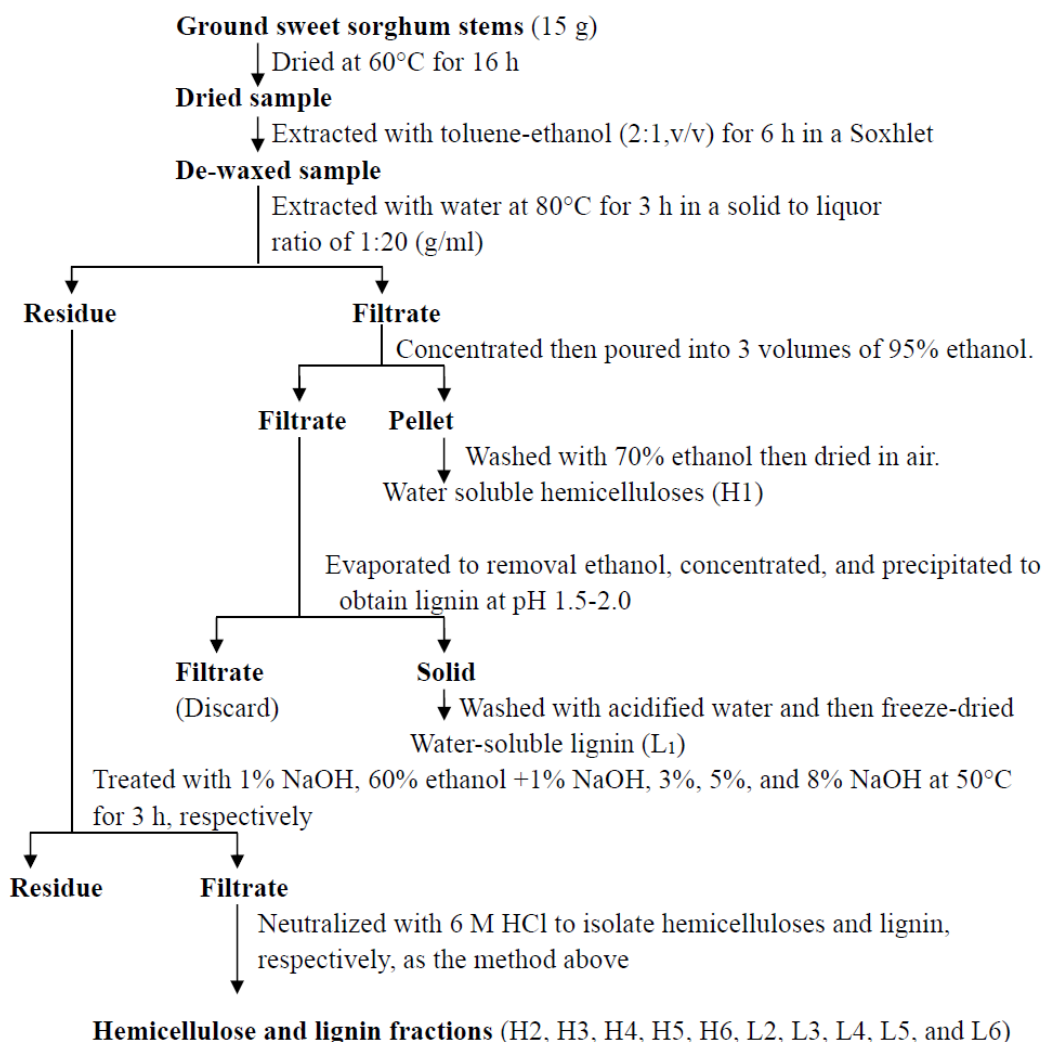 Ground sweet sorghum stems (15 g)
Dried at 60°C for 16 h
Dried sample
Extracted with toluene-ethanol (2:1,v/v) for 6 h in a Soxhlet
De-waxed sample
Extracted with water at 80°C for 3 h in a solid to liquor
ratio of 1:20 (g/ml)
Residue
Filtrate
Concentrated then poured into 3 volumes of 95% ethanol.
Filtrate
Pellet
Washed with 70% ethanol then dried in air.
Water soluble hemicelluloses (H1)
Evaporated to removal ethanol, concentrated, and precipitated to
obtain lignin at pH 1.5-2.0
Filtrate
(Discard)
Solid
Washed with acidified water and then freeze-dried
Water-soluble lignin (L₁)
Treated with 1% NaOH, 60% ethanol +1% NaOH, 3%, 5%, and 8% NaOH at 50°C
for 3 h, respectively
Residue
Filtrate
Neutralized with 6 M HCl to isolate hemicelluloses and lignin,
respectively, as the method above
Hemicellulose and lignin fractions (H2, H3, H4, H5, H6, L2, L3, L4, L5, and L6)